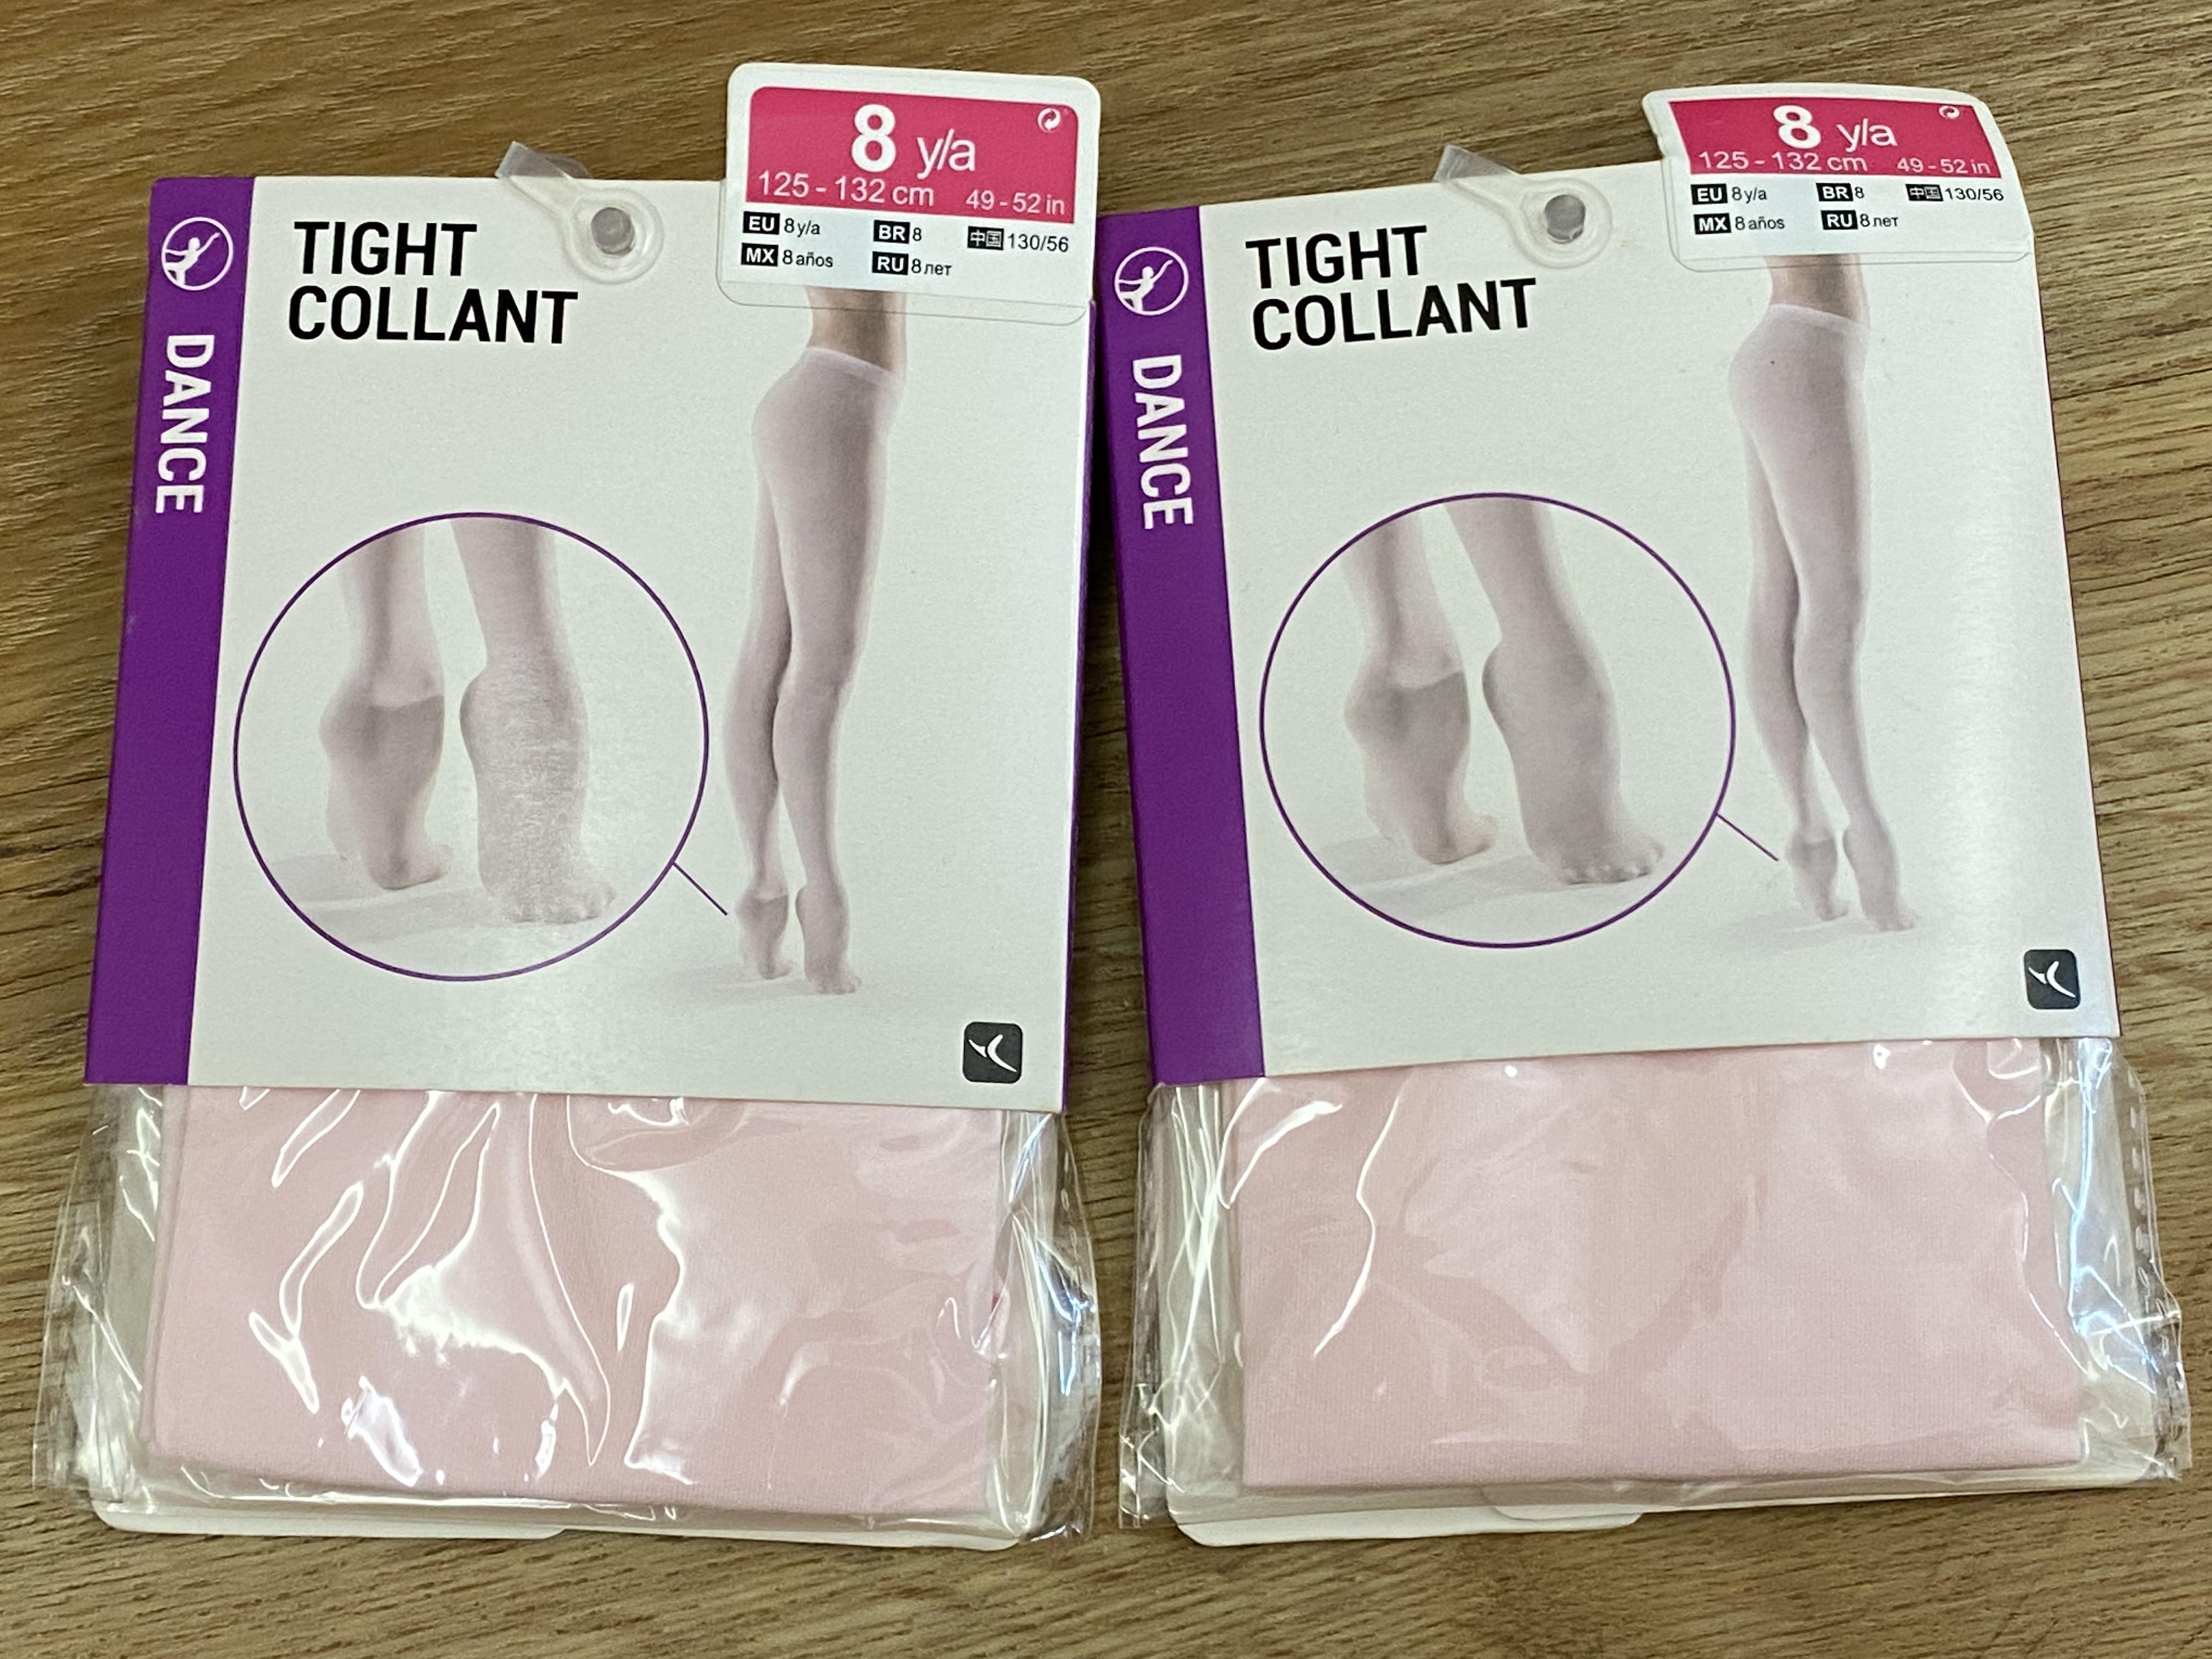 8 y/a
125 - 132 cm 49 - 52 in
EU 8 y/a BR 8 中国 130/56
MX 8 años RU 8 лет
TIGHT
COLLANT
DANCE
8 y/a
125 - 132 cm 49 - 52 in
EU 8 y/a BR 8 中国 130/56
MX 8 años RU 8 лет
TIGHT
COLLANT
DANCE